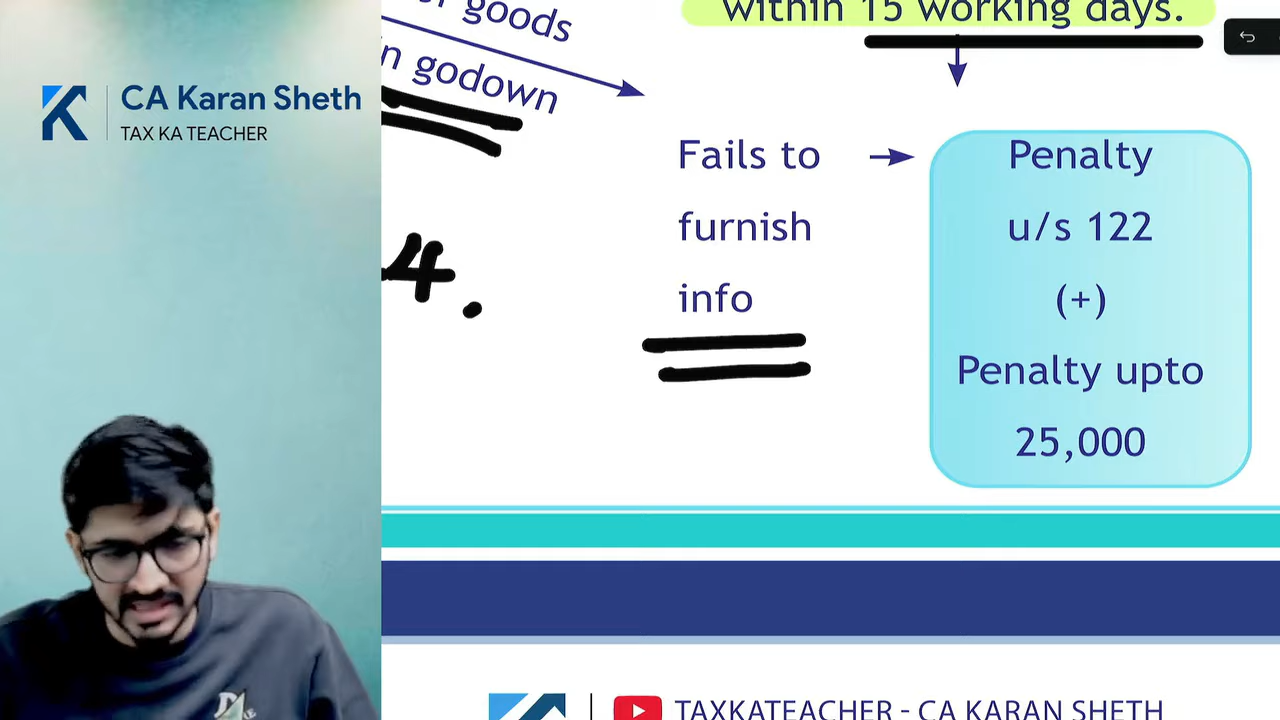 CA Karan Sheth
TAX KA TEACHER
goods
godown
within 15 working days.
4.
Fails to
furnish
info
Penalty
u/s 122
(+)
Penalty upto
25,000
TAXKATEACHER - CA KARAN SHETH